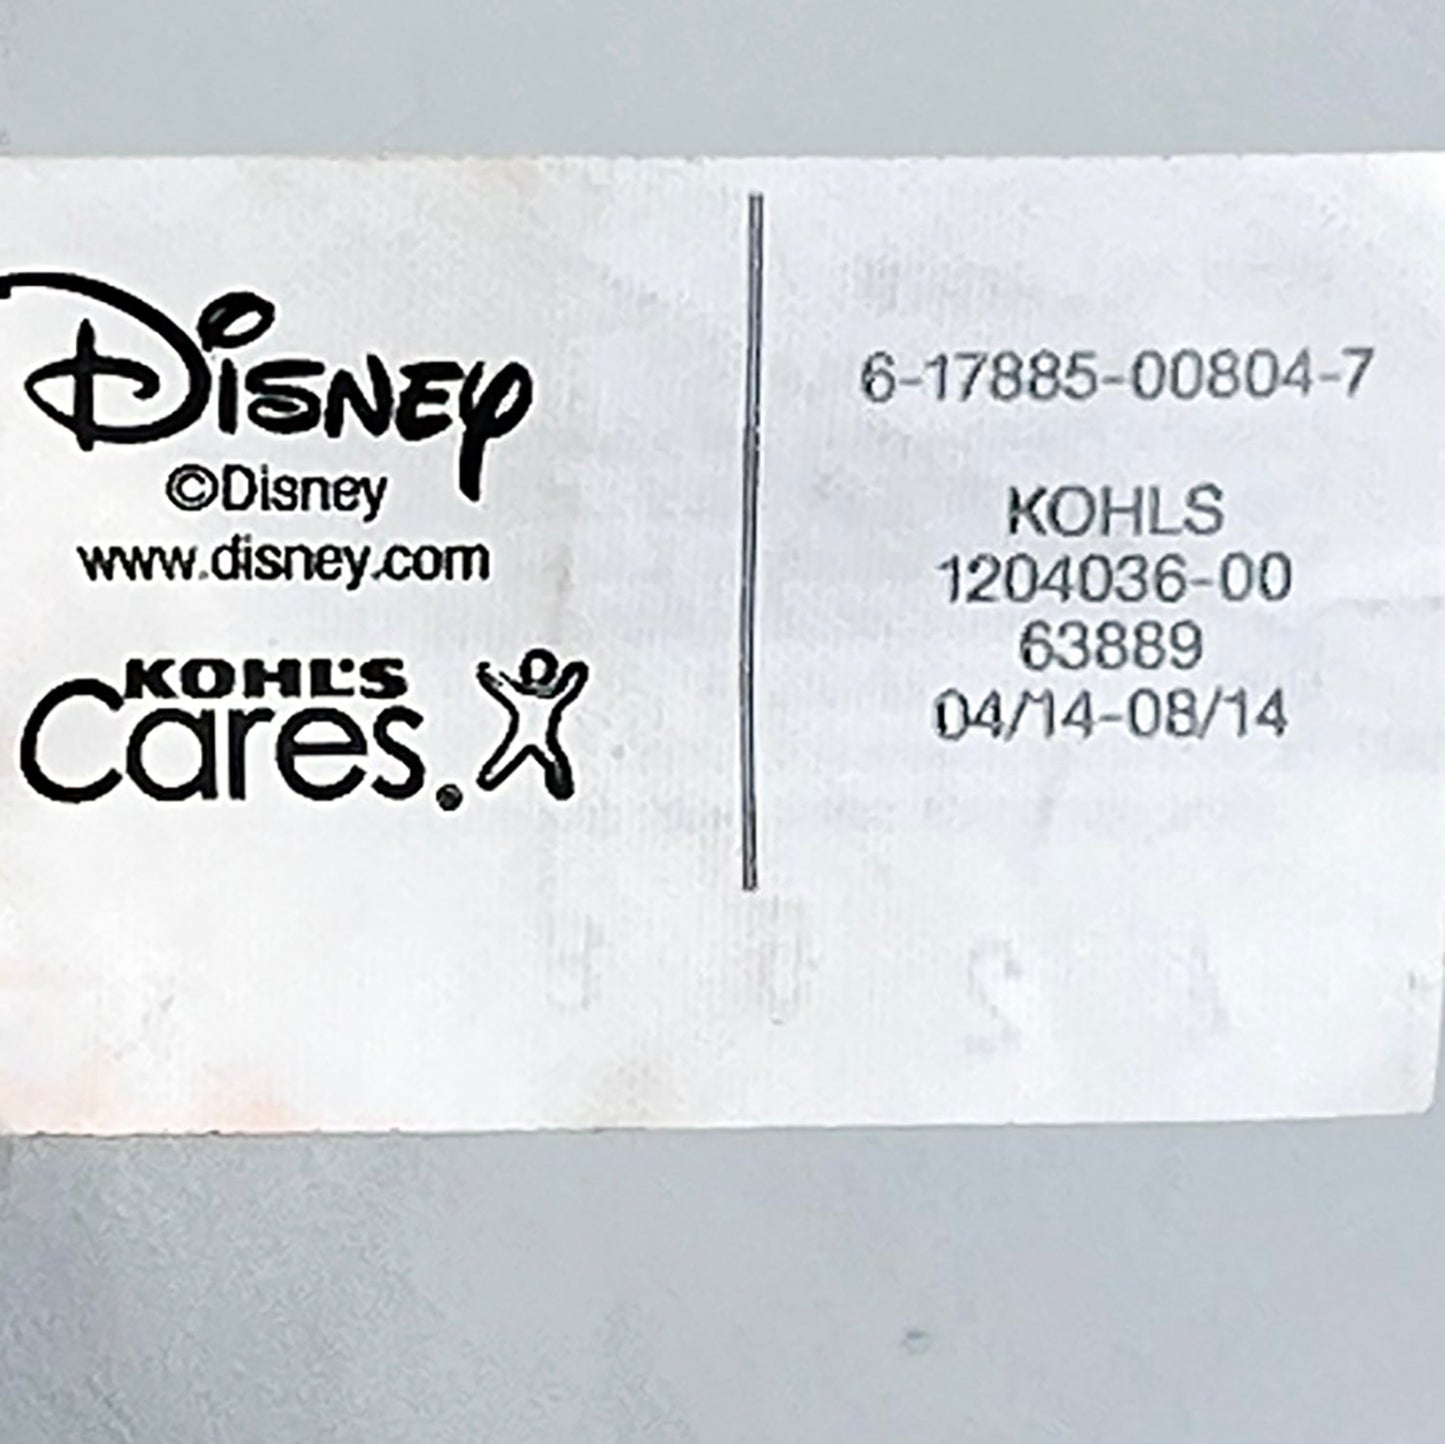 Disney
©Disney
www.disney.com
KOHL'S
Cares.
6-17885-00804-7
KOHLS
1204036-00
63889
04/14-08/14